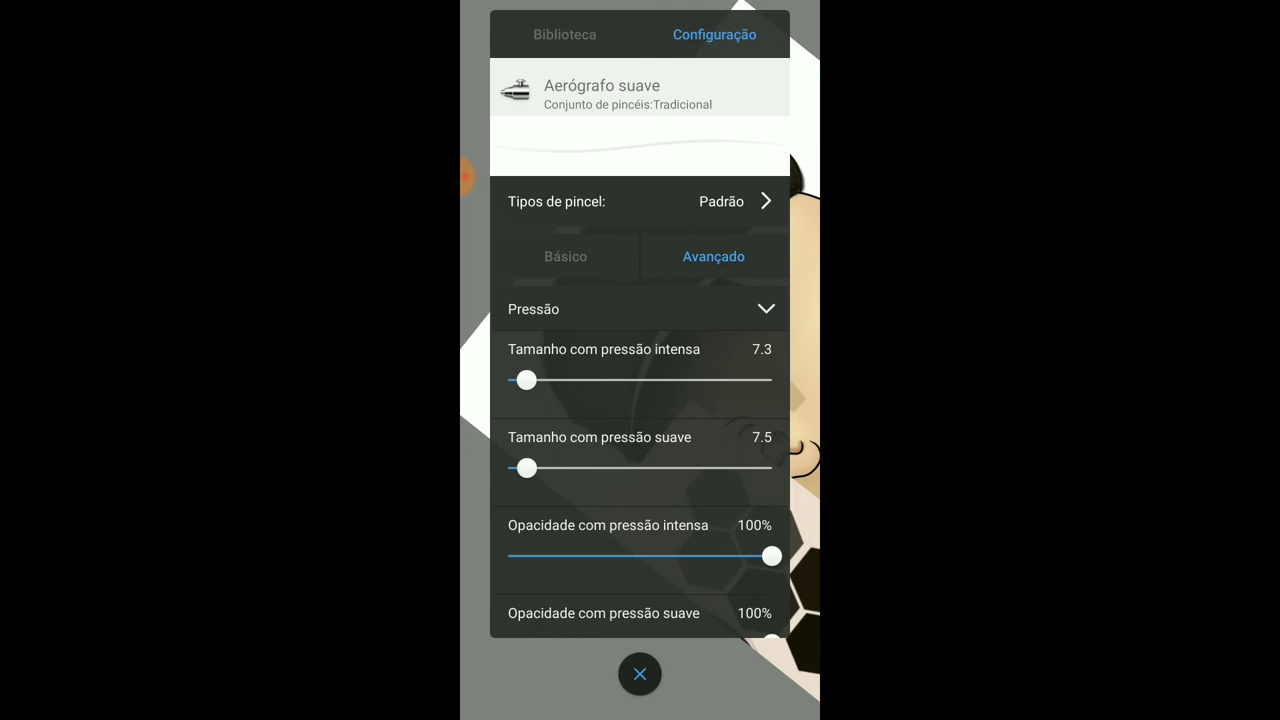 Biblioteca Configuração
Aerógrafo suave
Conjunto de pincéis:Tradicional
Tipos de pincel: Padrão
Básico Avançado
Pressão
Tamanho com pressão intensa 7.3
Tamanho com pressão suave 7.5
Opacidade com pressão intensa 100%
Opacidade com pressão suave 100%